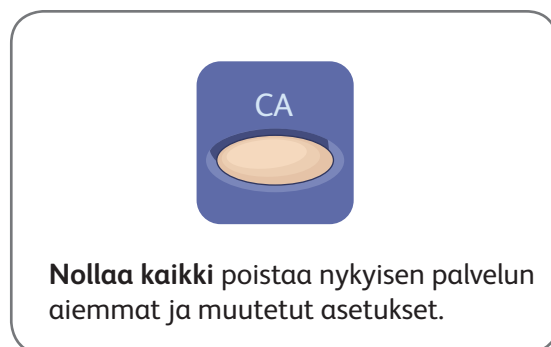 CA
Nollaa kaikki poistaa nykyisen palvelun
aiemmat ja muutetut asetukset.